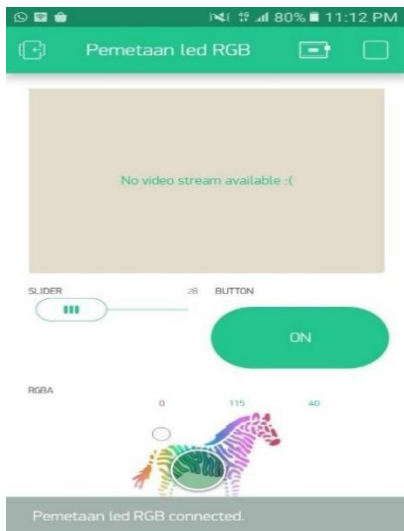 4G 80% 11:12 PM
Pemetaan led RGB
No video stream available :(
SLIDER 28 BUTTON
ON
RGBA
0 115 40
Pemetaan led RGB connected.